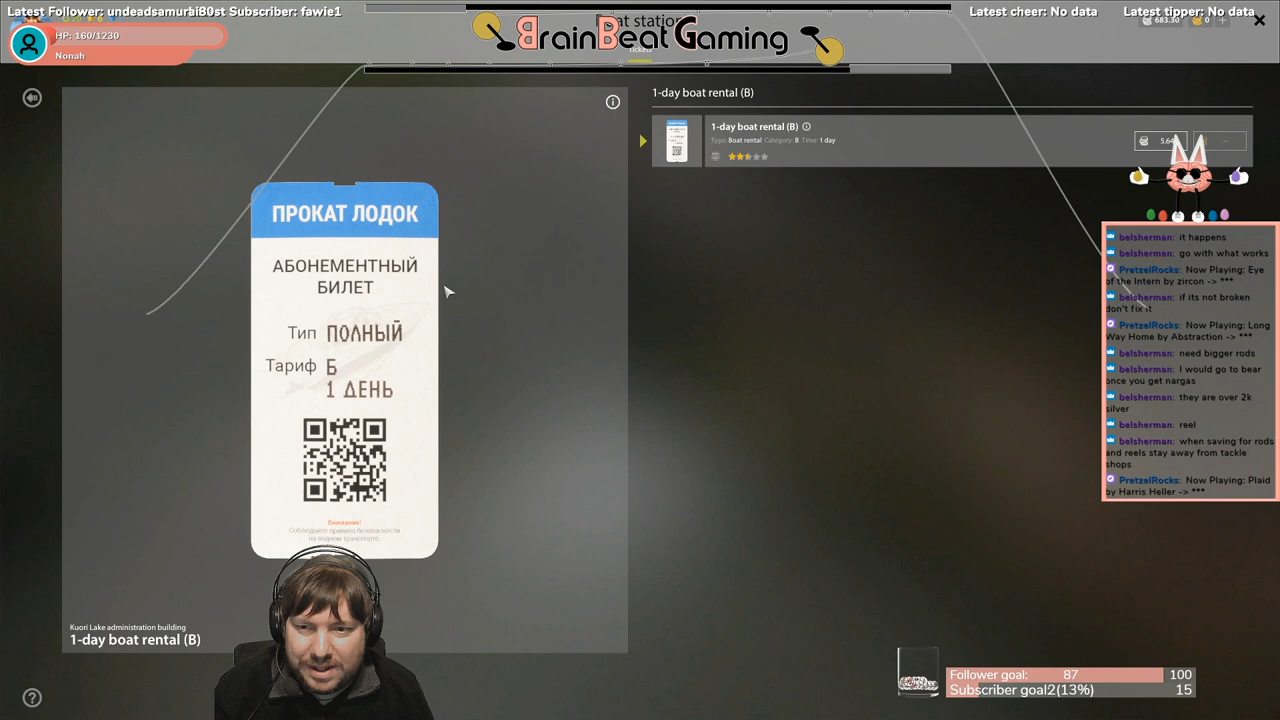 Latest Follower: undeadsamurai80
st Subscriber: fawie1
Latest cheer: No data
Latest tipper: No data
BrainBeatGaming
683.30
0
HP: 160/1230
Nonah
1-day boat rental (B)
1-day boat rental (B)
Type: Boat rental Category: B Time: 1 day
ПРОКАТ ЛОДОК
АБОНЕМЕНТНЫЙ
БИЛЕТ
Тип ПОЛНЫЙ
Тариф Б
1 ДЕНЬ
Внимание!
Соблюдайте правила безопасности
на водном транспорте.
Kuori Lake administration building
1-day boat rental (B)
belsherman: it happens
belsherman: go with what works
PretzelRocks: Now Playing: Eye
of the Intern by zircon -> ***
belsherman: if its not broken
don't fix it
PretzelRocks: Now Playing: Long
Way Home by Abstraction -> ***
belsherman: need bigger rods
belsherman: I would go to bear
once you get nargas
belsherman: they are over 2k
silver
belsherman: reel
belsherman: when saving for rods
and reels stay away from tackle
shops
PretzelRocks: Now Playing: Plaid
by Harris Heller -> ***
Follower goal: 87 100
Subscriber goal2(13%) 15